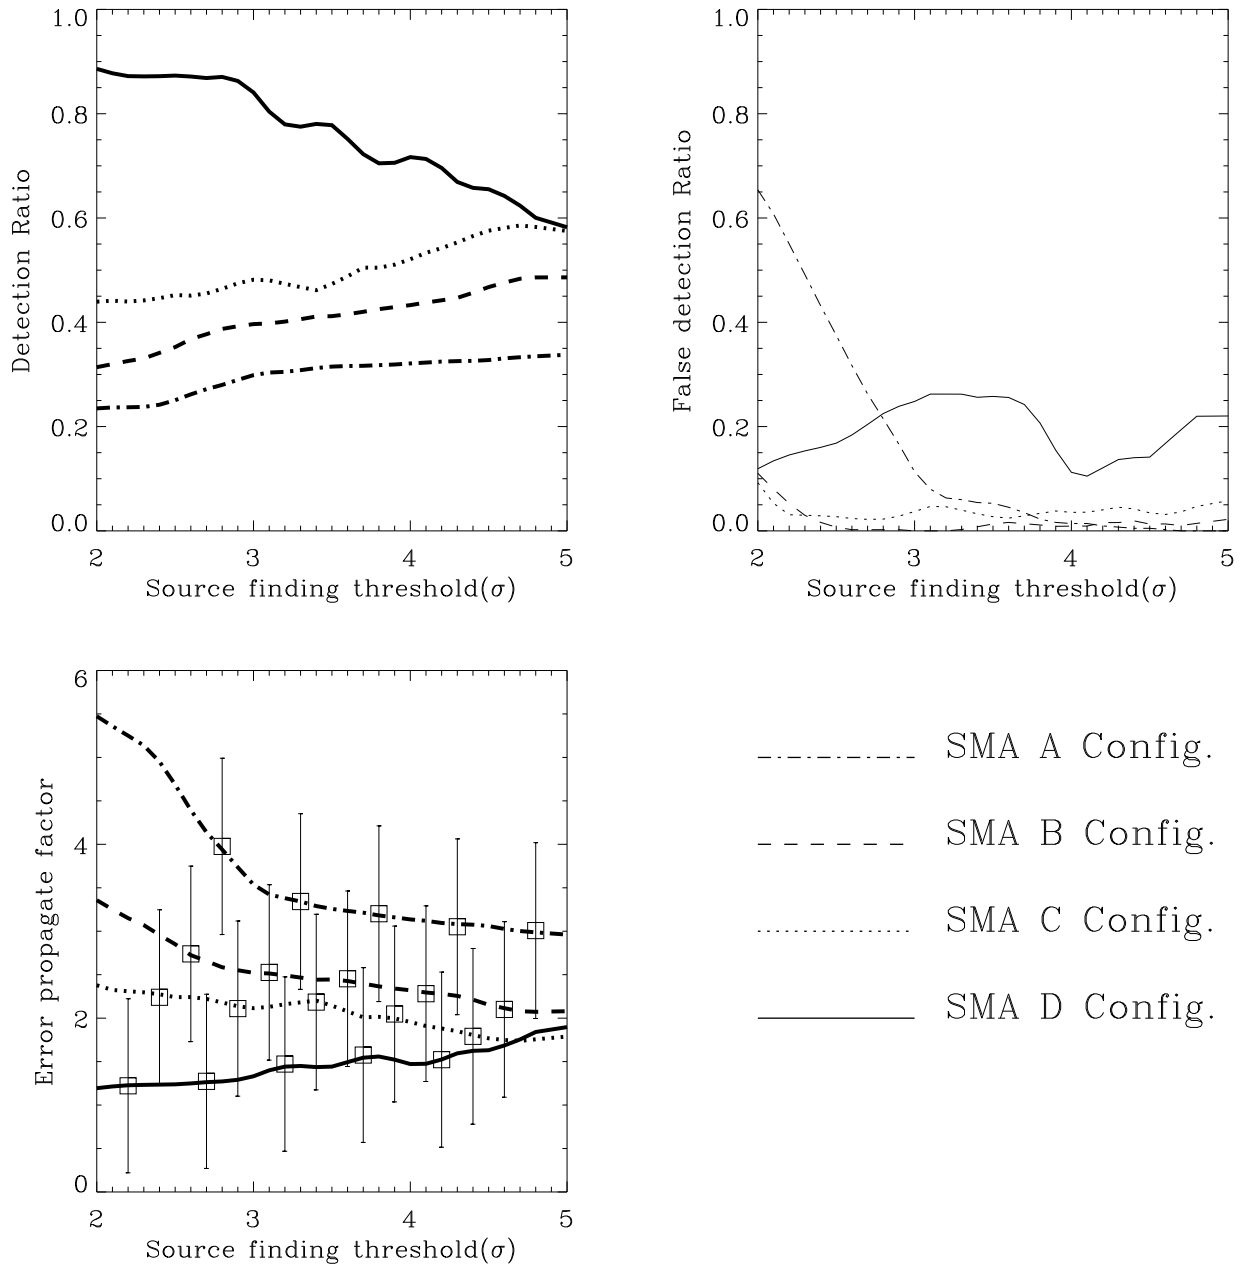 1.0
0.8
0.6
0.4
0.2
0.0
Detection Ratio
2 3 4 5
Source finding threshold(σ)
1.0
0.8
0.6
0.4
0.2
0.0
False detection Ratio
2 3 4 5
Source finding threshold(σ)
6
4
2
0
Error propagate factor
2 3 4 5
Source finding threshold(σ)
SMA A Config.
SMA B Config.
SMA C Config.
SMA D Config.